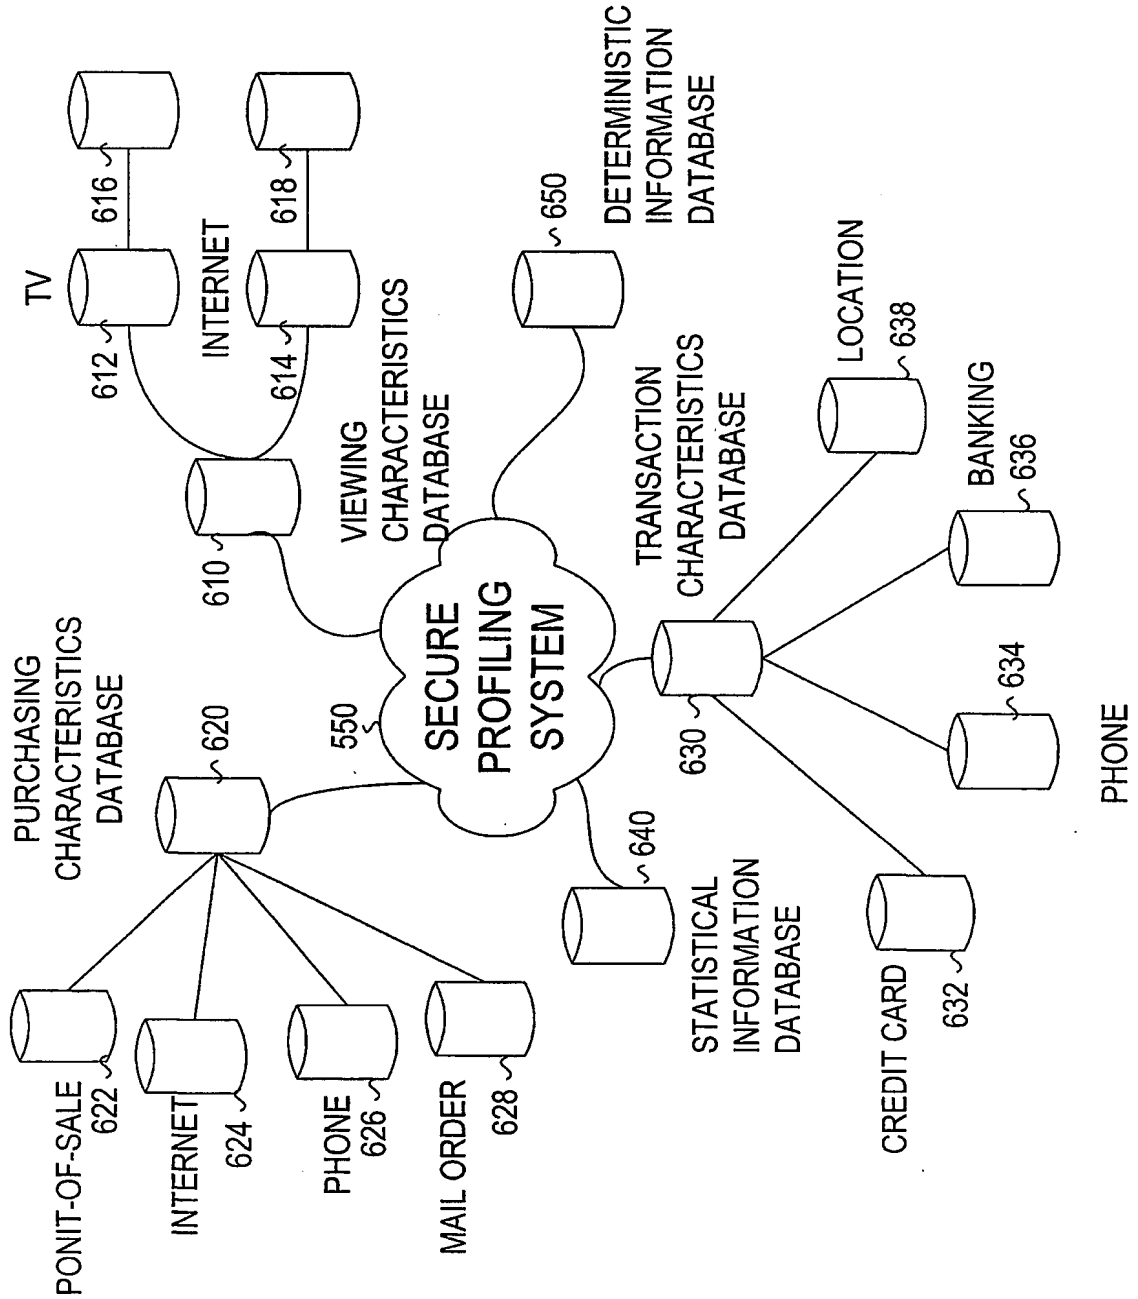 PURCHASING
CHARACTERISTICS
DATABASE
620
PONIT-OF-SALE
622
INTERNET
624
PHONE
626
MAIL ORDER
628
TV
612
616
INTERNET
614
618
610
VIEWING
CHARACTERISTICS
DATABASE
550
SECURE
PROFILING
SYSTEM
650
DETERMINISTIC
INFORMATION
DATABASE
640
STATISTICAL
INFORMATION
DATABASE
TRANSACTION
CHARACTERISTICS
DATABASE
630
CREDIT CARD
632
634
PHONE
BANKING
636
LOCATION
638